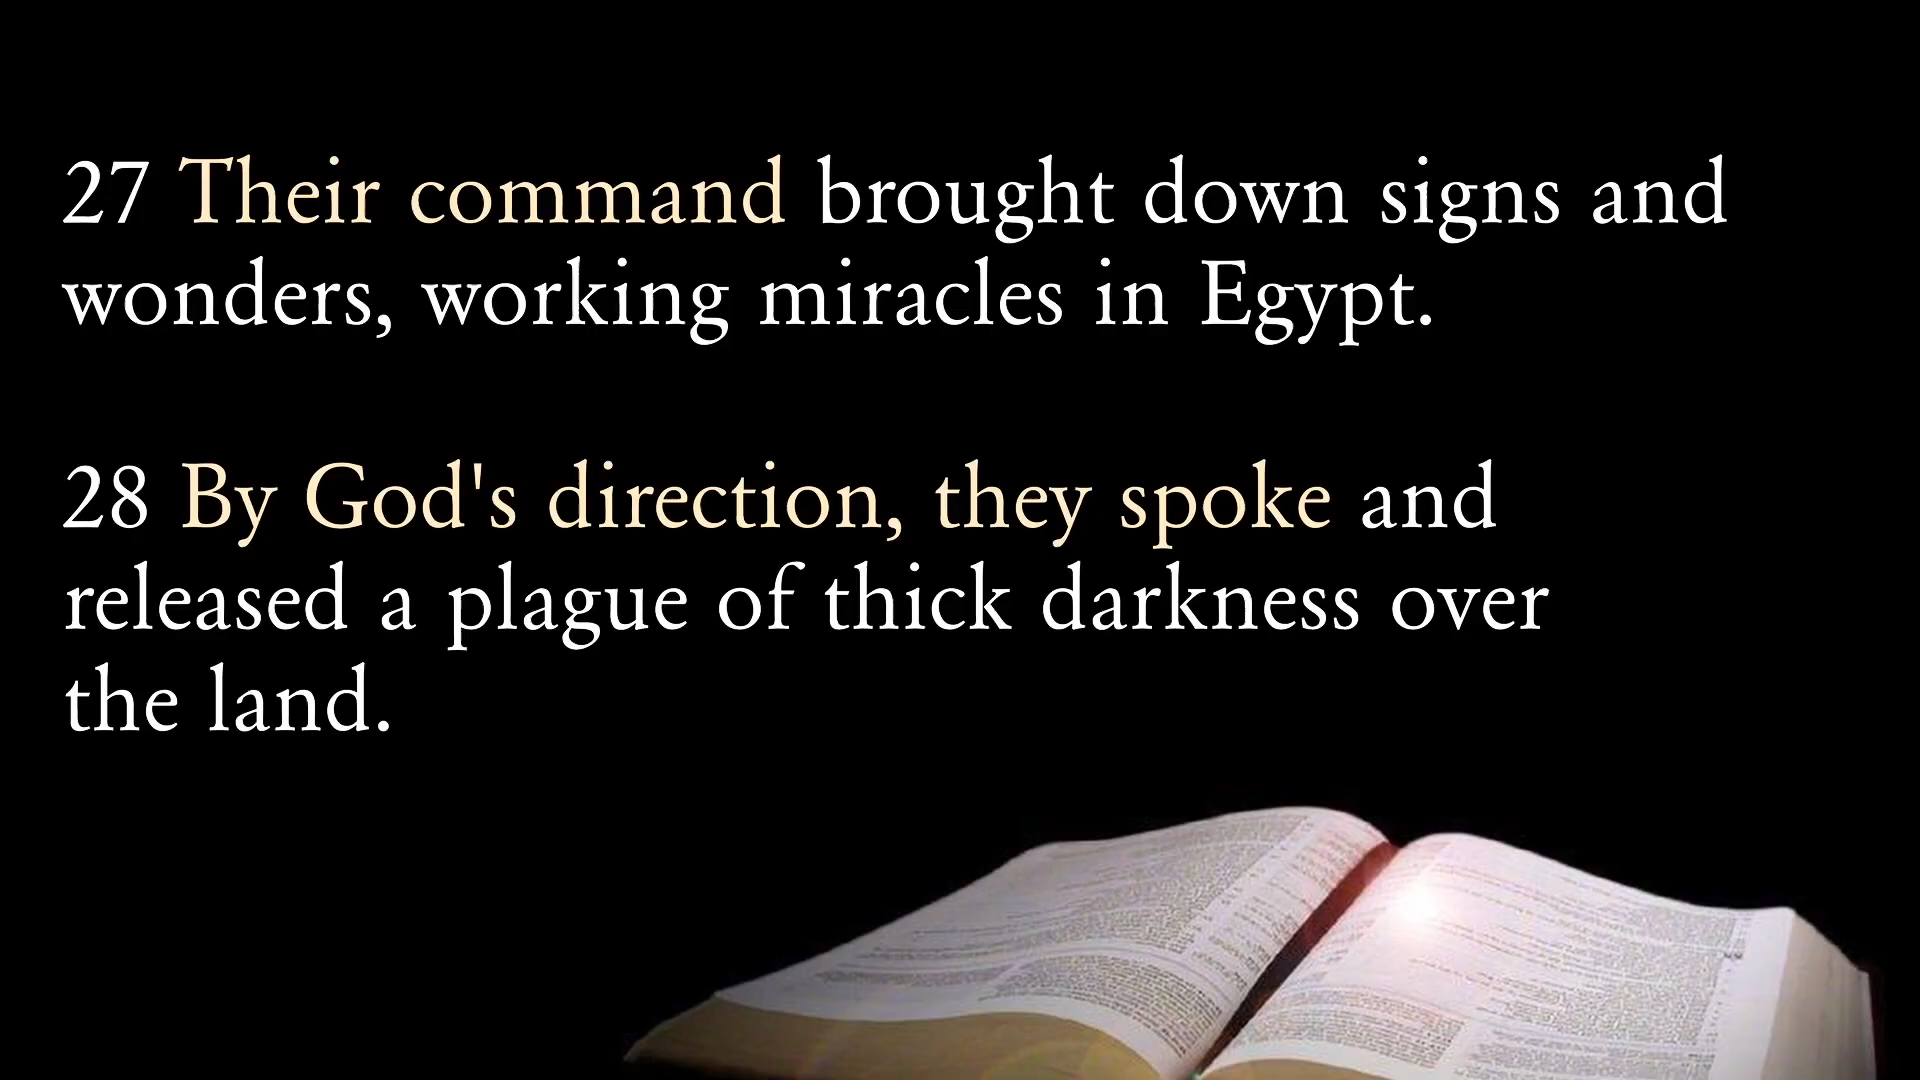 27 Their command brought down signs and
wonders, working miracles in Egypt.
28 By God's direction, they spoke and
released a plague of thick darkness over
the land.